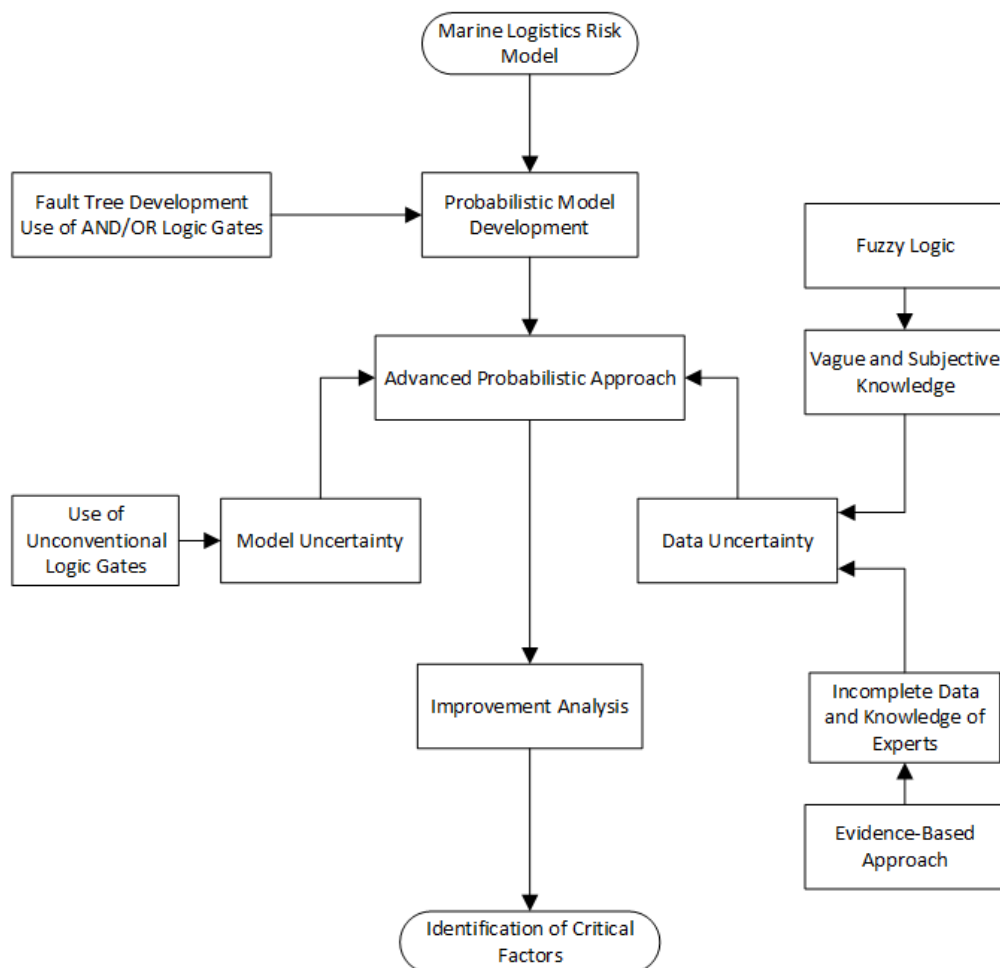 Marine Logistics Risk
Model
Fault Tree Development
Use of AND/OR Logic Gates
Probabilistic Model
Development
Fuzzy Logic
Vague and Subjective
Knowledge
Advanced Probabilistic Approach
Use of
Unconventional
Logic Gates
Model Uncertainty
Data Uncertainty
Improvement Analysis
Incomplete Data
and Knowledge of
Experts
Evidence-Based
Approach
Identification of Critical
Factors